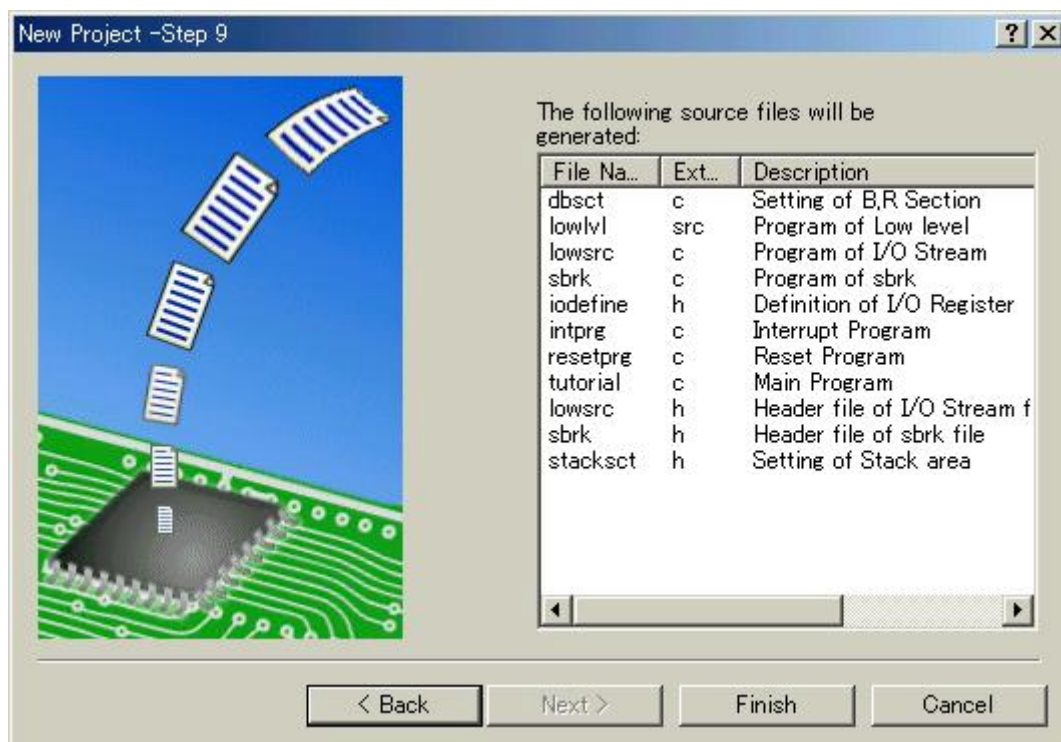 New Project -Step 9
The following source files will be
generated:
File Na... Ext... Description
dbsct c Setting of B,R Section
lowlvl src Program of Low level
lowsrc c Program of I/O Stream
sbrk c Program of sbrk
iodefine h Definition of I/O Register
intprg c Interrupt Program
resetprg c Reset Program
tutorial c Main Program
lowsrc h Header file of I/O Stream f
sbrk h Header file of sbrk file
stacksct h Setting of Stack area
< Back Next > Finish Cancel